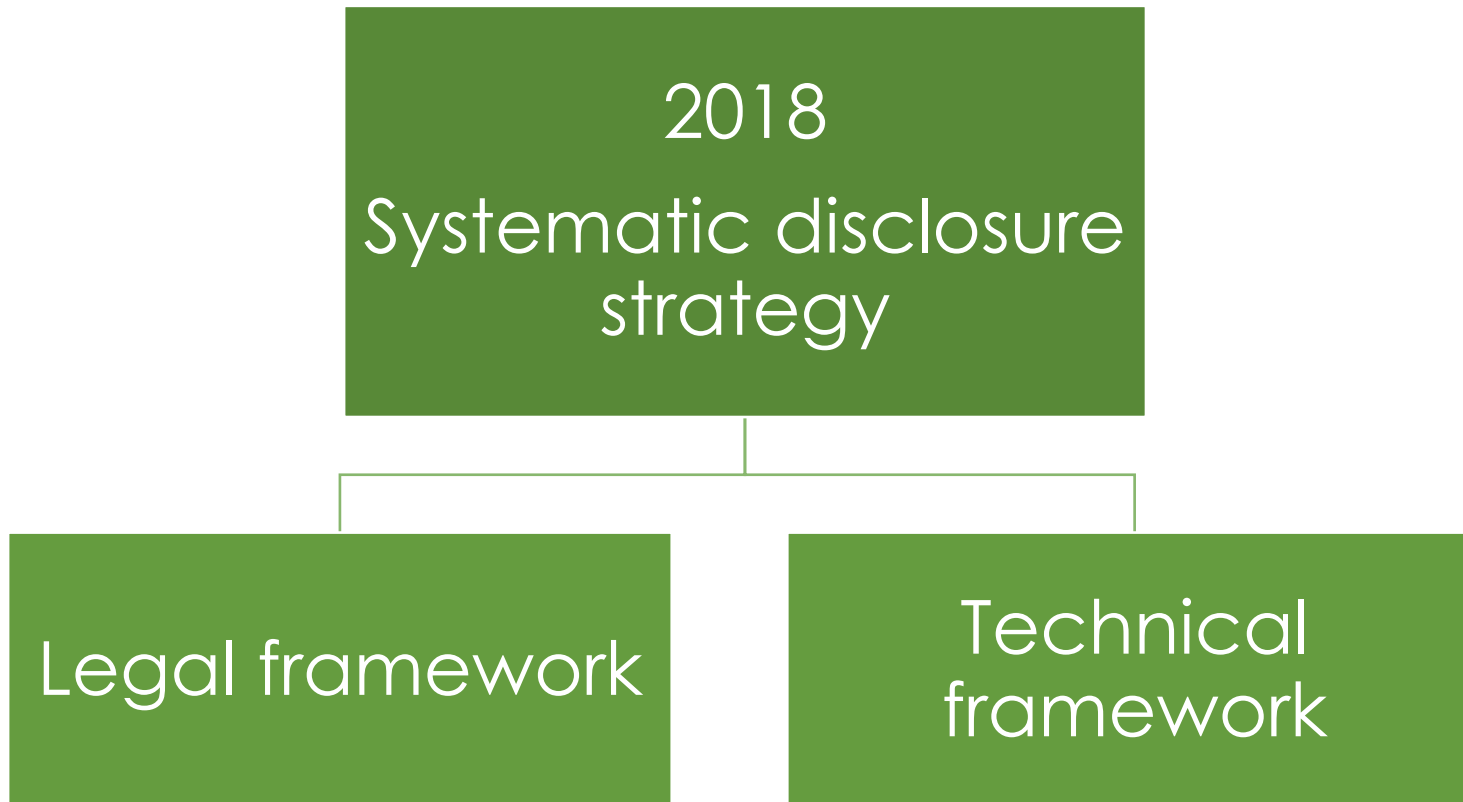 2018
Systematic disclosure
strategy
Legal framework
Technical
framework